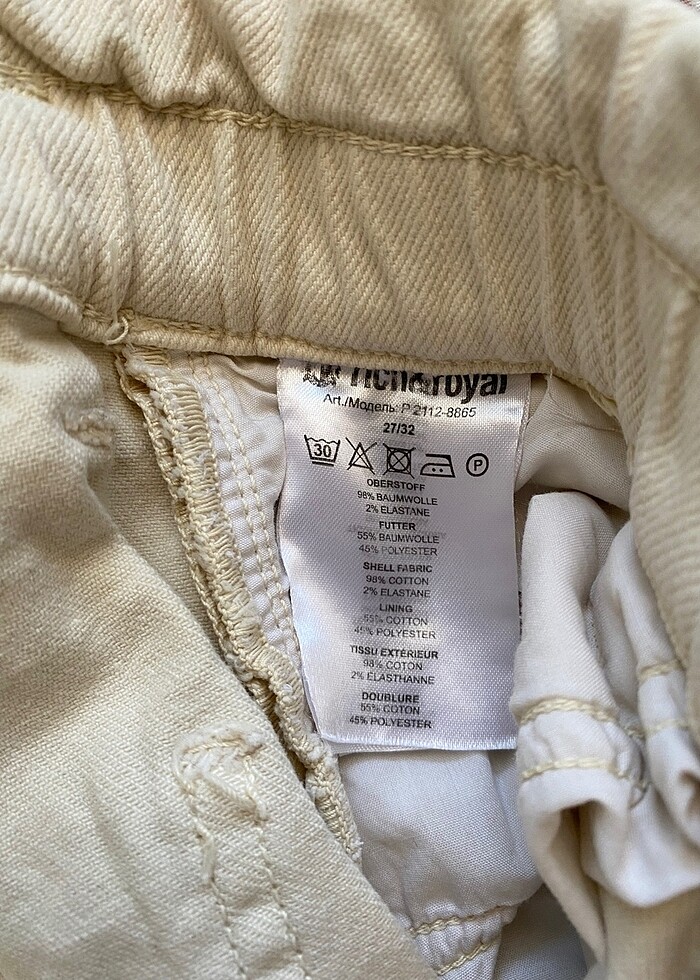 rich&royal
Art./Модель: P 2112-8865
27/32
30 P
OBERSTOFF
98% BAUMWOLLE
2% ELASTANE
FUTTER
55% BAUMWOLLE
45% POLYESTER
SHELL FABRIC
98% COTTON
2% ELASTANE
LINING
55% COTTON
45% POLYESTER
TISSU EXTÉRIEUR
98% COTON
2% ELASTHANNE
DOUBLURE
55% COTON
45% POLYESTER